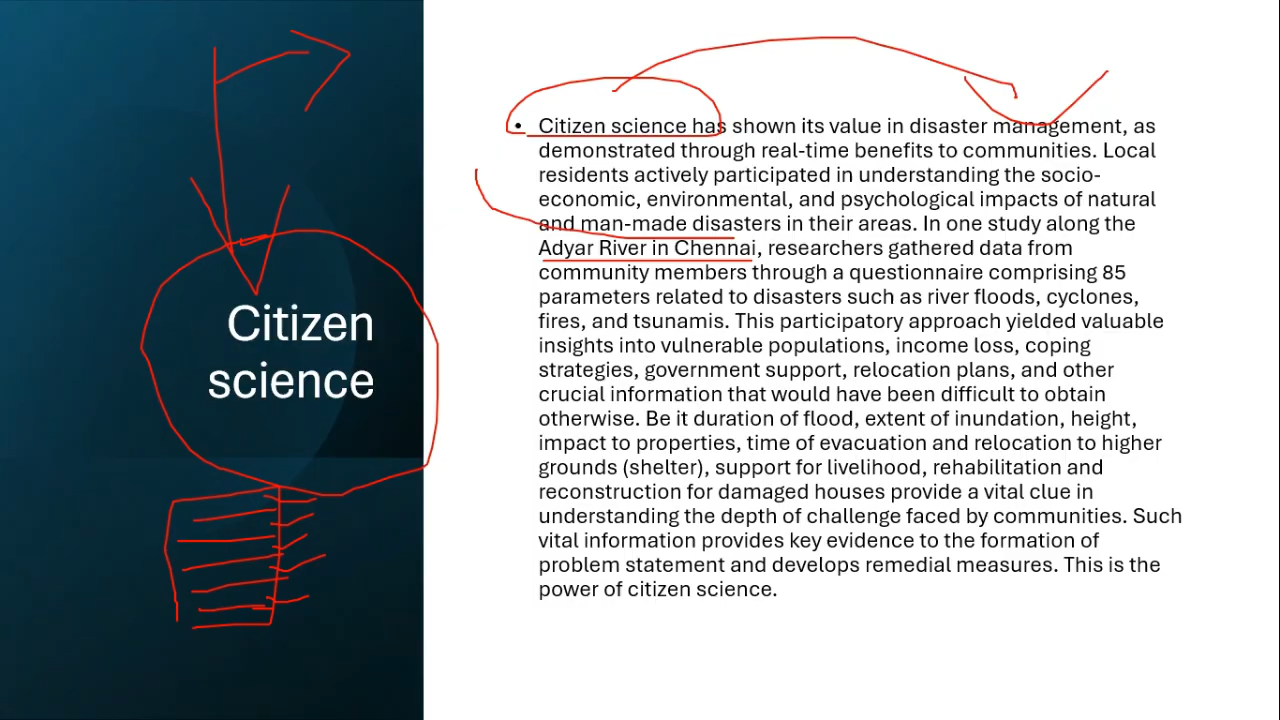 Citizen
science
• Citizen science has shown its value in disaster management, as
demonstrated through real-time benefits to communities. Local
residents actively participated in understanding the socio-
economic, environmental, and psychological impacts of natural
and man-made disasters in their areas. In one study along the
Adyar River in Chennai, researchers gathered data from
community members through a questionnaire comprising 85
parameters related to disasters such as river floods, cyclones,
fires, and tsunamis. This participatory approach yielded valuable
insights into vulnerable populations, income loss, coping
strategies, government support, relocation plans, and other
crucial information that would have been difficult to obtain
otherwise. Be it duration of flood, extent of inundation, height,
impact to properties, time of evacuation and relocation to higher
grounds (shelter), support for livelihood, rehabilitation and
reconstruction for damaged houses provide a vital clue in
understanding the depth of challenge faced by communities. Such
vital information provides key evidence to the formation of
problem statement and develops remedial measures. This is the
power of citizen science.